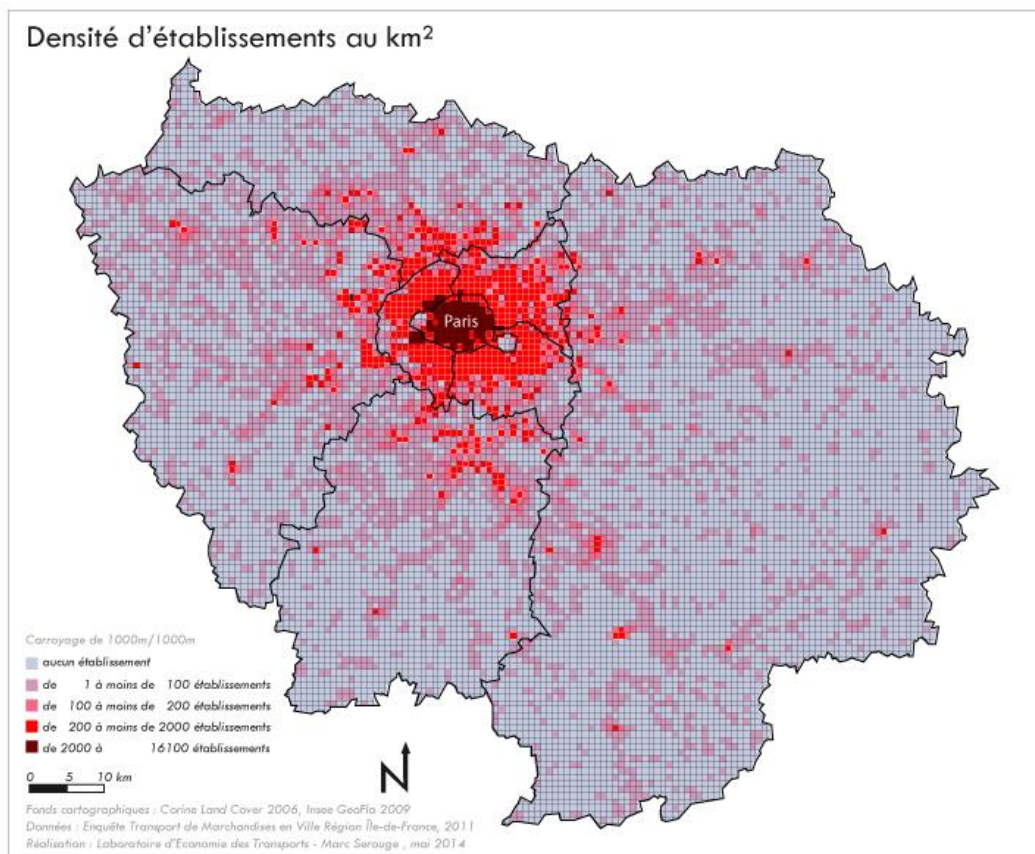 Densité d'établissements au km²
Paris
Carroyage de 1000m/1000m
aucun établissement
de 1 à moins de 100 établissements
de 100 à moins de 200 établissements
de 200 à moins de 2000 établissements
de 2000 à 16100 établissements
0 5 10 km
N
Fonds cartographiques : Corine Land Cover 2006, Insee GeoFla 2009
Données : Enquête Transport de Marchandises en Ville Région Île-de-France, 2011
Réalisation : Laboratoire d'Economie des Transports - Marc Serouge , mai 2014